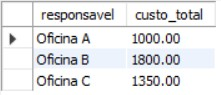 responsavel custo_total
Oficina A 1000.00
Oficina B 1800.00
Oficina C 1350.00